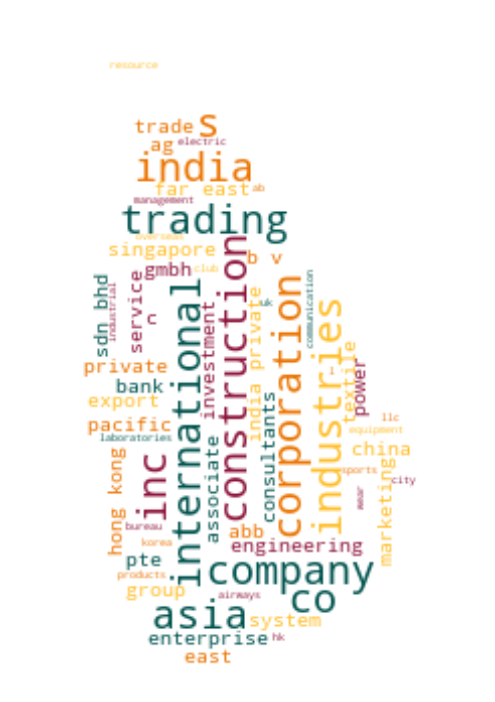 resource
trade s
ag electric
india
far east ab
management
trading
overseas
singapore
b v
gmbh club
construction
international
corporation
industries
sdn bhd
industrial
service
n
investment
india private
uk
communication
textile
power
i
private
bank
export
pacific
laboratories
inc
associate
consultants
llc
equipment
china
sports
city
wear
marketing
hong kong
bureau
abb
korea
engineering
pte
products
company
group
airways
co
asia
system
enterprise hk
east